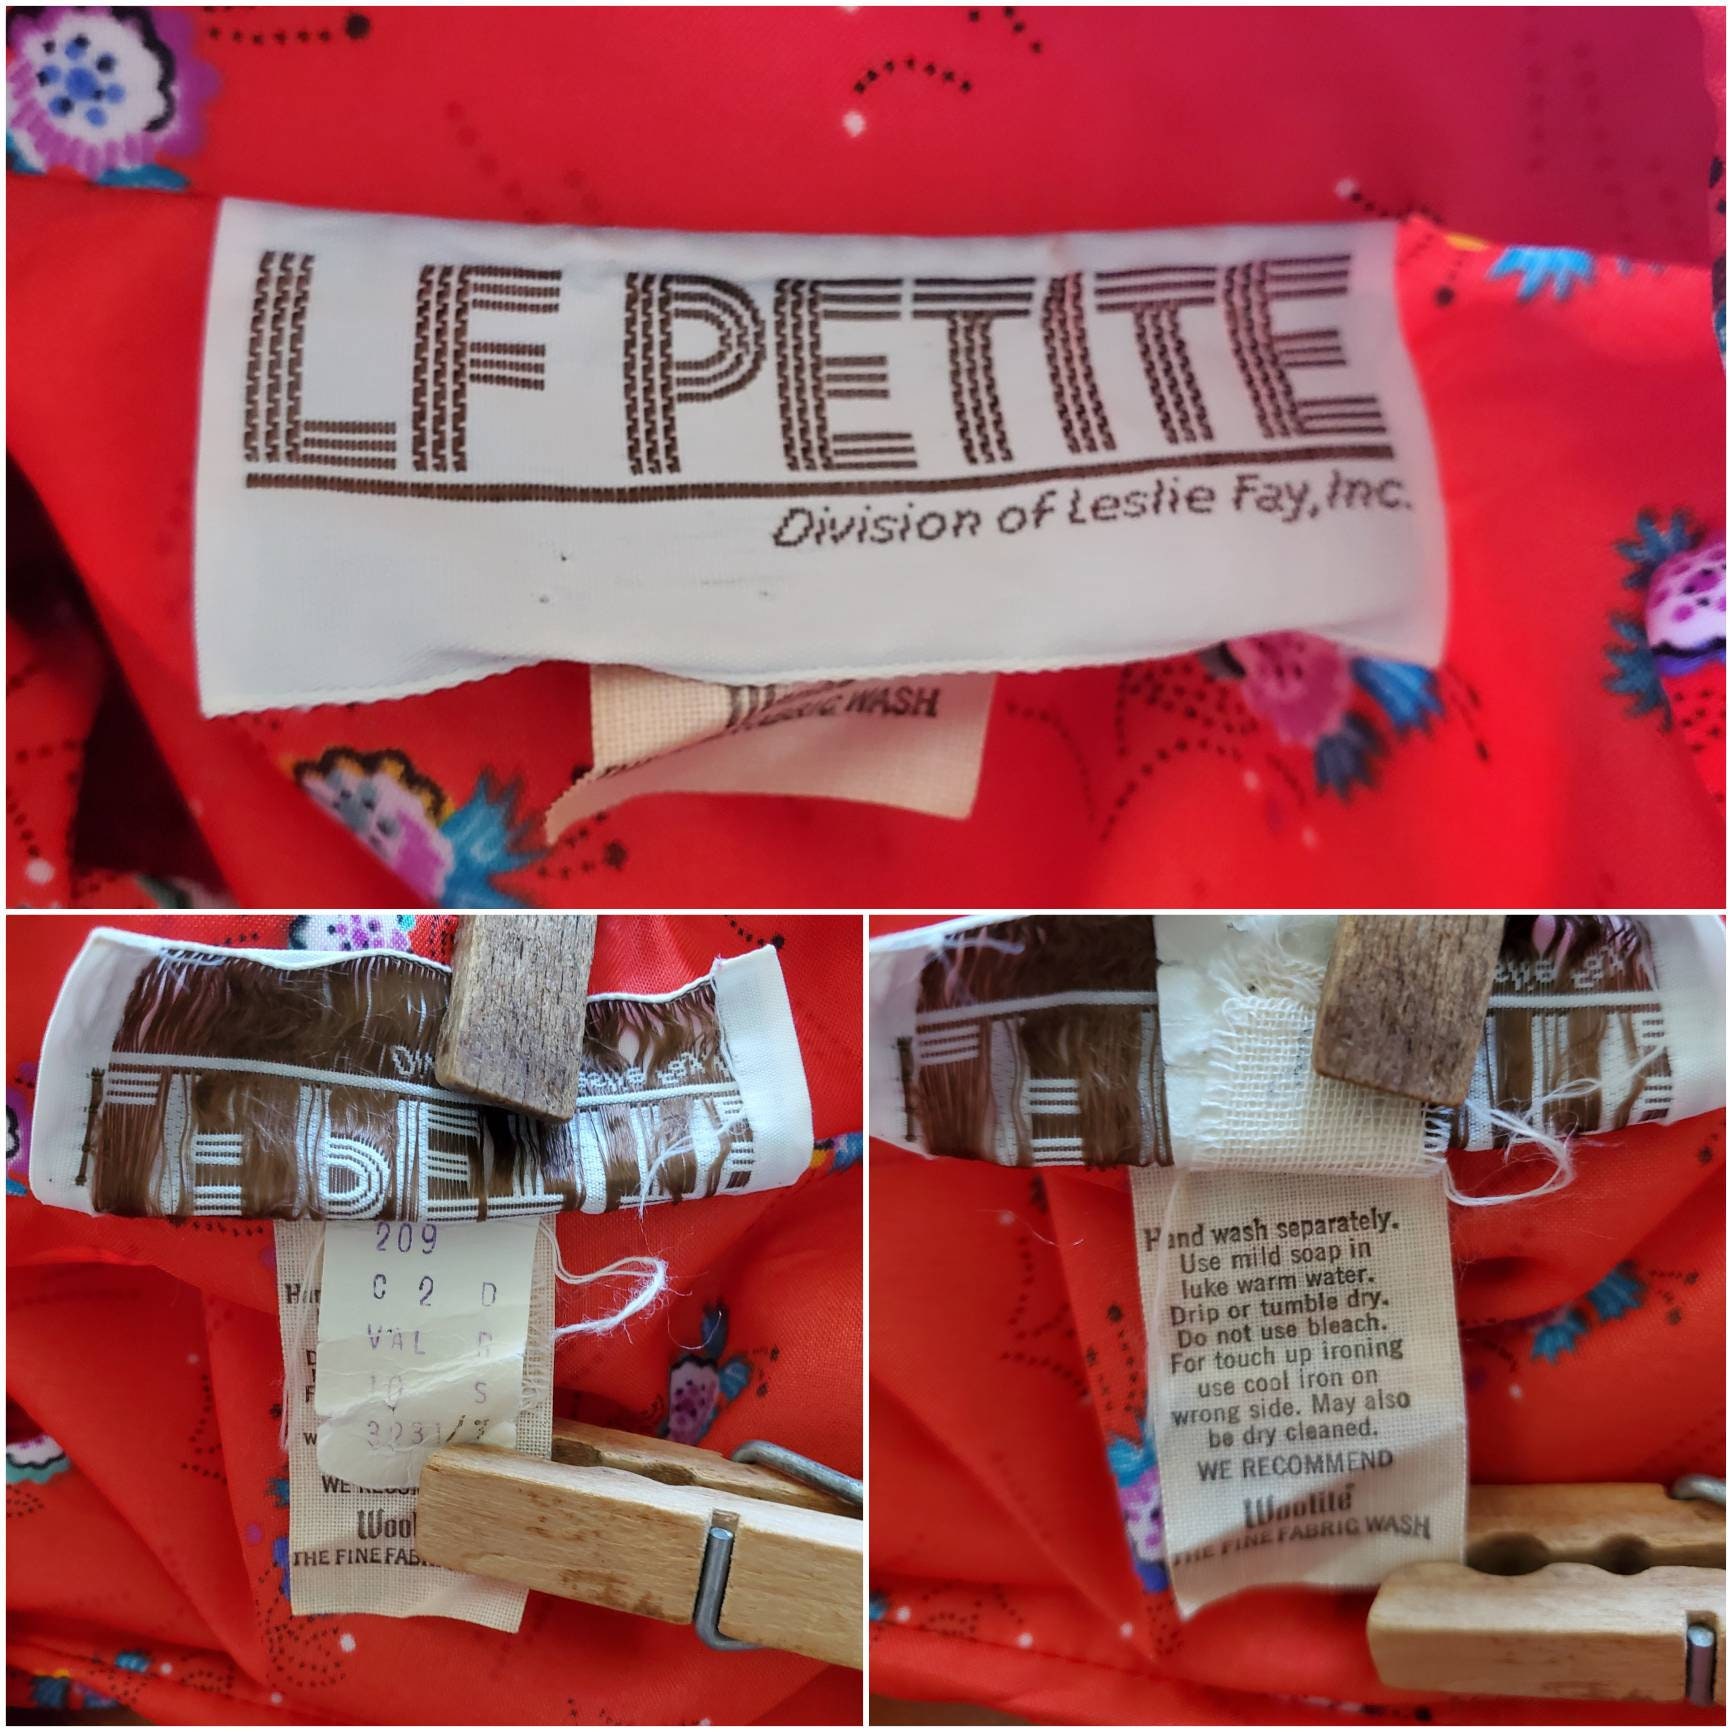 LF PETITE
Division of Leslie Fay, Inc.
FABRIC WASH
209
C 2 D
VAL R
10 S
3231/
WE
THE FINE
Hand wash separately.
Use mild soap in
luke warm water.
Drip or tumble dry.
Do not use bleach.
For touch up ironing
use cool iron on
wrong side. May also
be dry cleaned.
WE RECOMMEND
Woolite
THE FINE FABRIC WASH